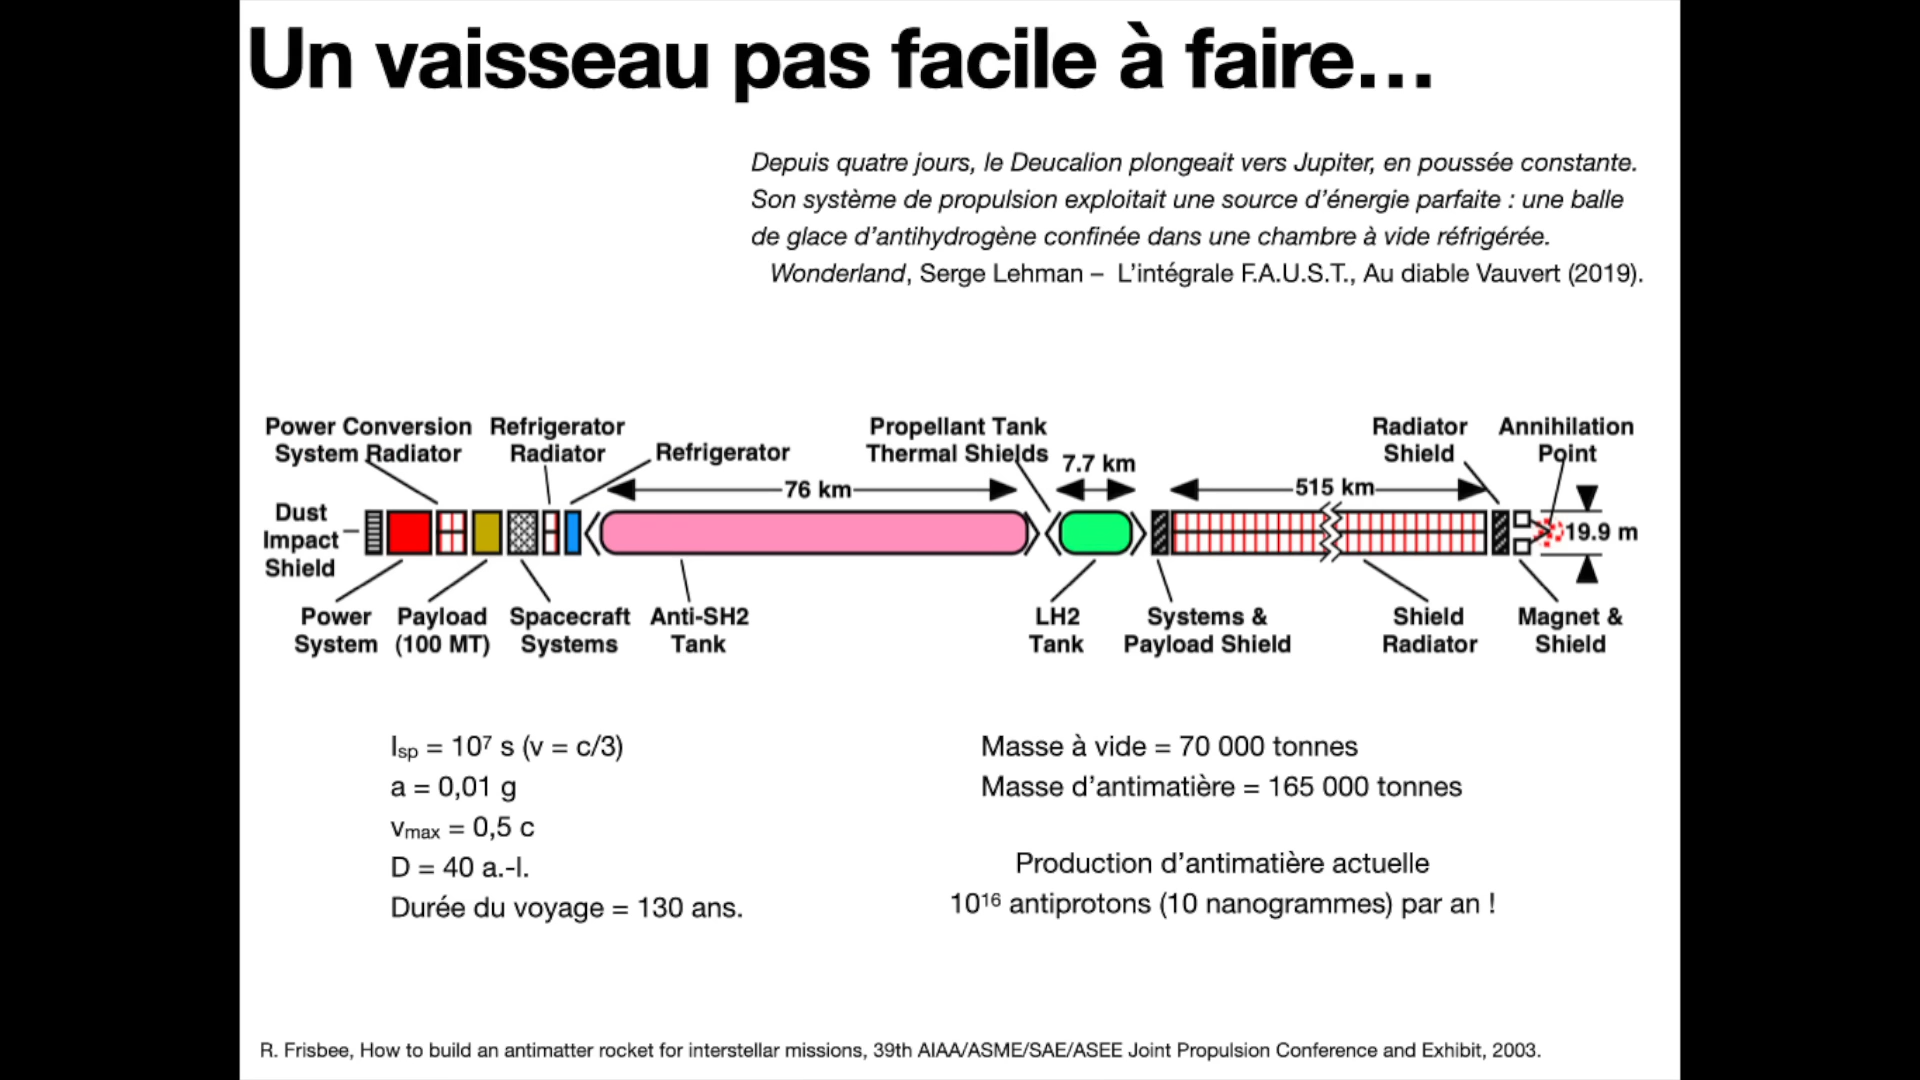 Un vaisseau pas facile à faire…
Depuis quatre jours, le Deucalion plongeait vers Jupiter, en poussée constante.
Son système de propulsion exploitait une source d’énergie parfaite : une balle
de glace d’antihydrogène confinée dans une chambre à vide réfrigérée.
Wonderland, Serge Lehman – L’intégrale F.A.U.S.T., Au diable Vauvert (2019).
Power Conversion
System Radiator
Refrigerator
Radiator
Refrigerator
Propellant Tank
Thermal Shields
7.7 km
Radiator
Shield
Annihilation
Point
76 km
515 km
Dust
Impact
Shield
19.9 m
Power
System
Payload
(100 MT)
Spacecraft
Systems
Anti-SH2
Tank
LH2
Tank
Systems &
Payload Shield
Shield
Radiator
Magnet &
Shield
Isp = 10⁷ s (v = c/3)
a = 0,01 g
vmax = 0,5 c
D = 40 a.-l.
Durée du voyage = 130 ans.
Masse à vide = 70 000 tonnes
Masse d’antimatière = 165 000 tonnes
Production d’antimatière actuelle
10¹⁶ antiprotons (10 nanogrammes) par an !
R. Frisbee, How to build an antimatter rocket for interstellar missions, 39th AIAA/ASME/SAE/ASEE Joint Propulsion Conference and Exhibit, 2003.